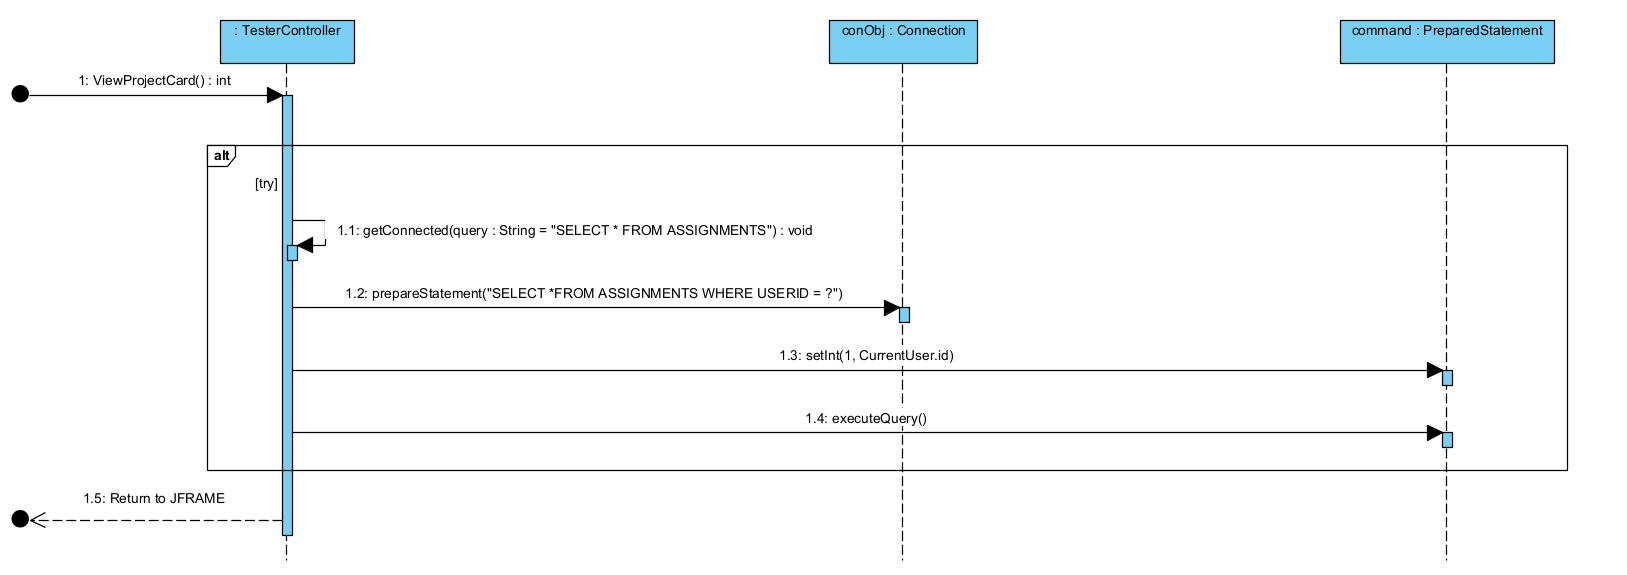 : TesterController
conObj : Connection
command : PreparedStatement
1: ViewProjectCard() : int
alt
[try]
1.1: getConnected(query : String = "SELECT * FROM ASSIGNMENTS") : void
1.2: prepareStatement("SELECT *FROM ASSIGNMENTS WHERE USERID = ?")
1.3: setInt(1, CurrentUser.id)
1.4: executeQuery()
1.5: Return to JFRAME